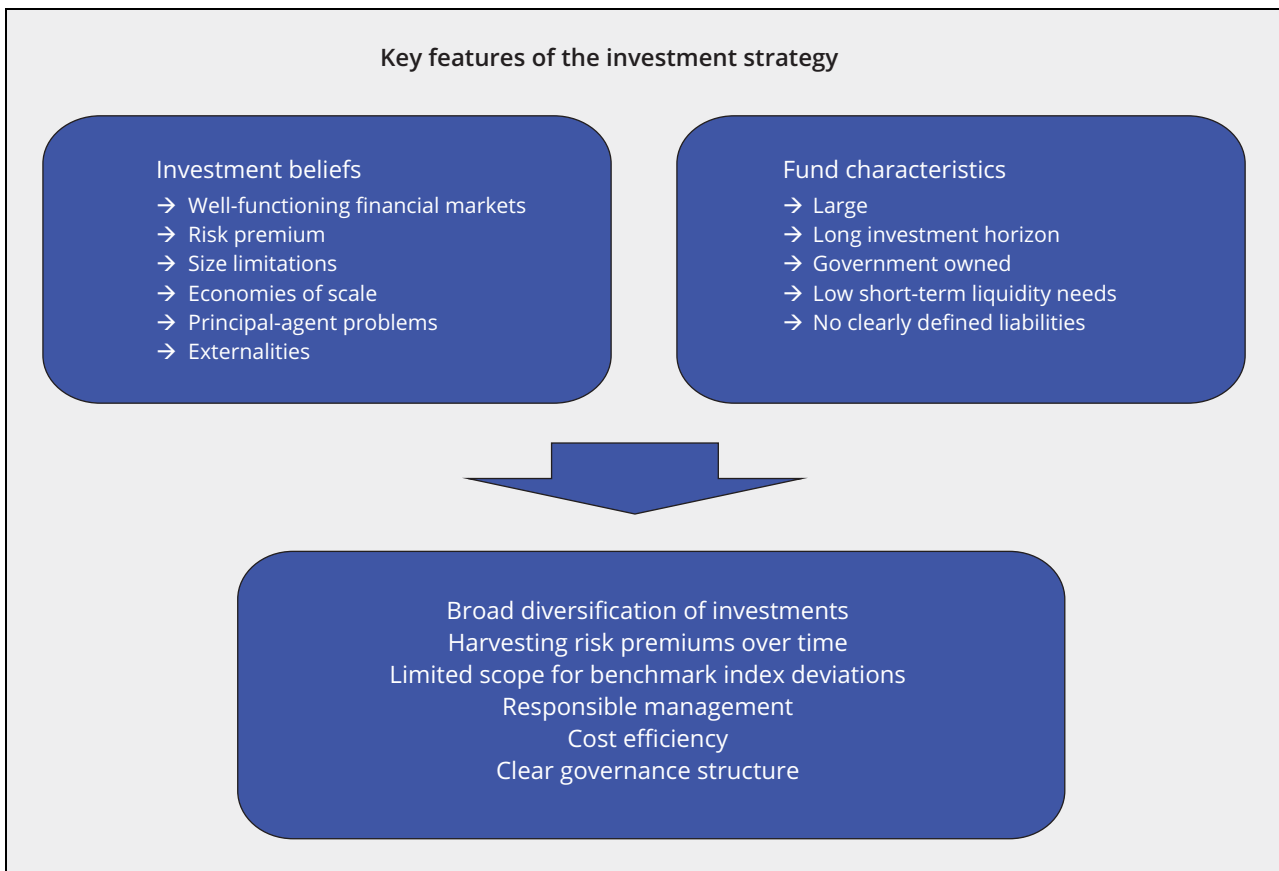 Key features of the investment strategy
Investment beliefs
→ Well-functioning financial markets
→ Risk premium
→ Size limitations
→ Economies of scale
→ Principal-agent problems
→ Externalities
Fund characteristics
→ Large
→ Long investment horizon
→ Government owned
→ Low short-term liquidity needs
→ No clearly defined liabilities
Broad diversification of investments
Harvesting risk premiums over time
Limited scope for benchmark index deviations
Responsible management
Cost efficiency
Clear governance structure